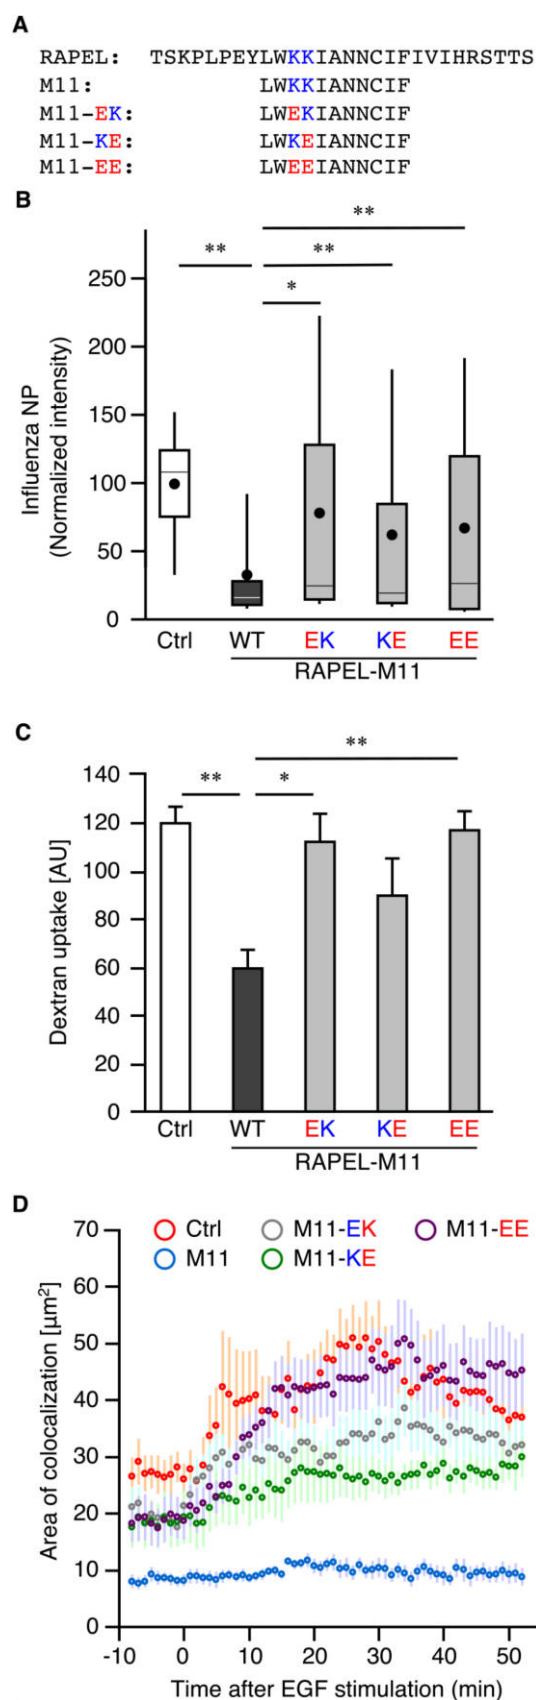 A
RAPEL: TSKPLPEYLWKKIANNCIFIVIHRSTTS
M11: LWKKIANNCIF
M11-EK: LWEKIANNCIF
M11-KE: LWKEIANNCIF
M11-EE: LWEEIANNCIF
B
**
** **
*
250
200
150
100
50
0
Influenza NP
(Normalized intensity)
Ctrl WT EK KE EE
RAPEL-M11
C
**
** *
140
120
100
80
60
40
20
0
Dextran uptake [AU]
Ctrl WT EK KE EE
RAPEL-M11
D
Ctrl M11-EK M11-EE
M11 M11-KE
70
60
50
40
30
20
10
0
Area of colocalization [µm²]
-10 0 10 20 30 40 50
Time after EGF stimulation (min)